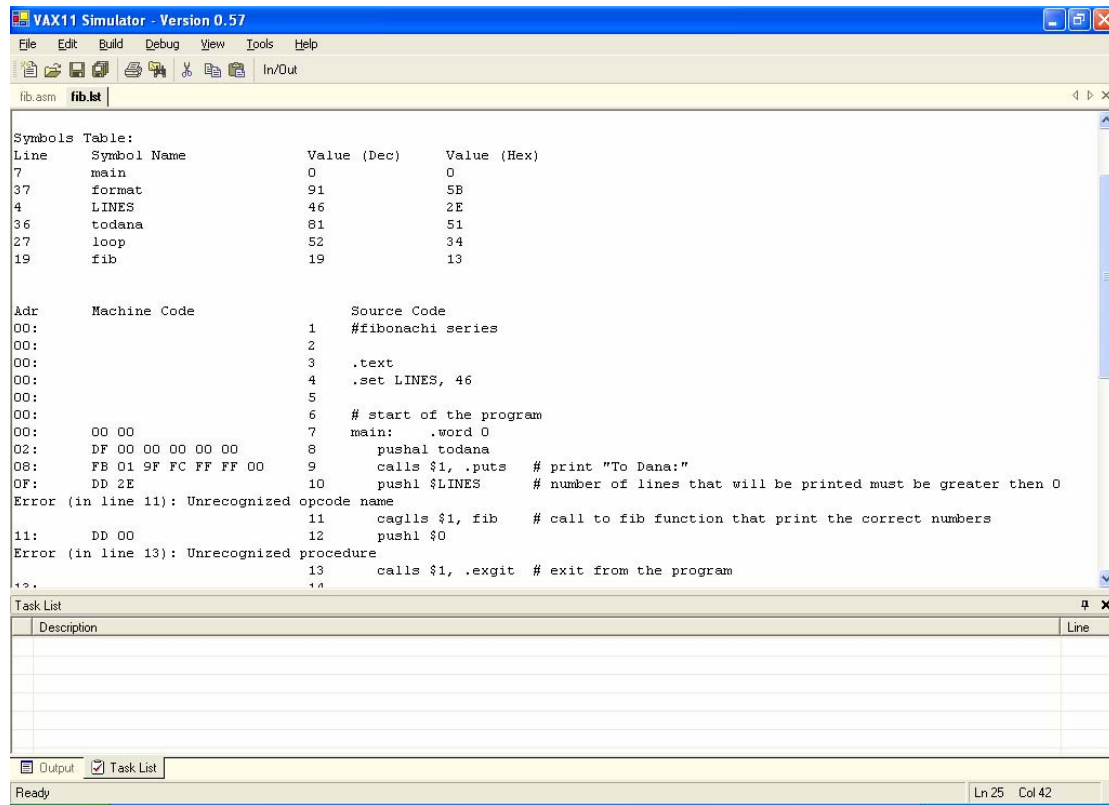 VAX11 Simulator - Version 0.57
File Edit Build Debug View Tools Help
In/Out
fib.asm fib.lst
Symbols Table:
Line Symbol Name Value (Dec) Value (Hex)
7 main 0 0
37 format 91 5B
4 LINES 46 2E
36 todana 81 51
27 loop 52 34
19 fib 19 13
Adr Machine Code Source Code
00: 1 #fibonachi series
00: 2
00: 3 .text
00: 4 .set LINES, 46
00: 5
00: 6 # start of the program
00: 00 00 7 main: .word 0
02: DF 00 00 00 00 00 8 pushal todana
08: FB 01 9F FC FF FF 00 9 calls $1, .puts # print "To Dana:"
0F: DD 2E 10 pushl $LINES # number of lines that will be printed must be greater then 0
Error (in line 11): Unrecognized opcode name
11 caglls $1, fib # call to fib function that print the correct numbers
11: DD 00 12 pushl $0
Error (in line 13): Unrecognized procedure
13 calls $1, .exgit # exit from the program
13: 14
Task List
Description Line
Output Task List
Ready Ln 25 Col 42